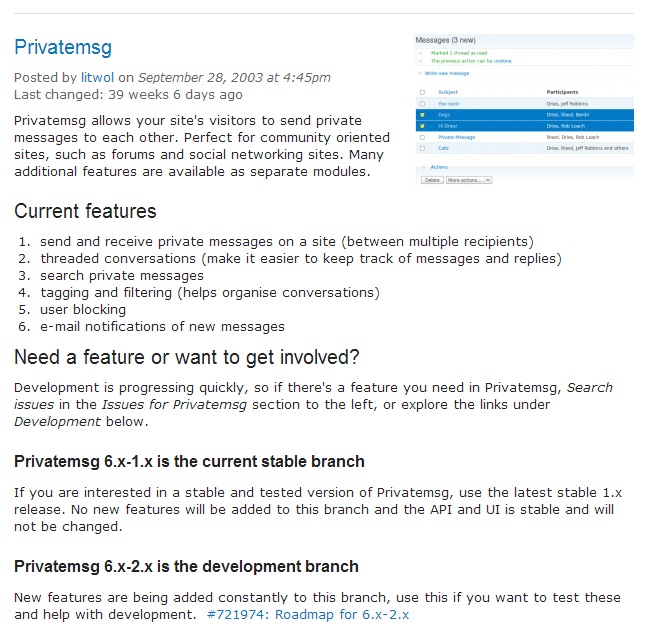 Privatemsg
Posted by litwol on September 28, 2003 at 4:45pm
Last changed: 39 weeks 6 days ago
Privatemsg allows your site's visitors to send private
messages to each other. Perfect for community oriented
sites, such as forums and social networking sites. Many
additional features are available as separate modules.
Messages (3 new)
Marked 1 thread as read.
The previous action can be undone.
Write new message
Subject Participants
You rock! Dries, Jeff Robbins
Dogs Dries, litwol, Berdir
Hi Dries! Dries, Rob Loach
Private Message litwol, Dries, Rob Loach
Cats Dries, litwol, Jeff Robbins and others
Actions
Delete More actions...
Current features
1. send and receive private messages on a site (between multiple recipients)
2. threaded conversations (make it easier to keep track of messages and replies)
3. search private messages
4. tagging and filtering (helps organise conversations)
5. user blocking
6. e-mail notifications of new messages
Need a feature or want to get involved?
Development is progressing quickly, so if there's a feature you need in Privatemsg, Search
issues in the Issues for Privatemsg section to the left, or explore the links under
Development below.
Privatemsg 6.x-1.x is the current stable branch
If you are interested in a stable and tested version of Privatemsg, use the latest stable 1.x
release. No new features will be added to this branch and the API and UI is stable and will
not be changed.
Privatemsg 6.x-2.x is the development branch
New features are being added constantly to this branch, use this if you want to test these
and help with development. #721974: Roadmap for 6.x-2.x